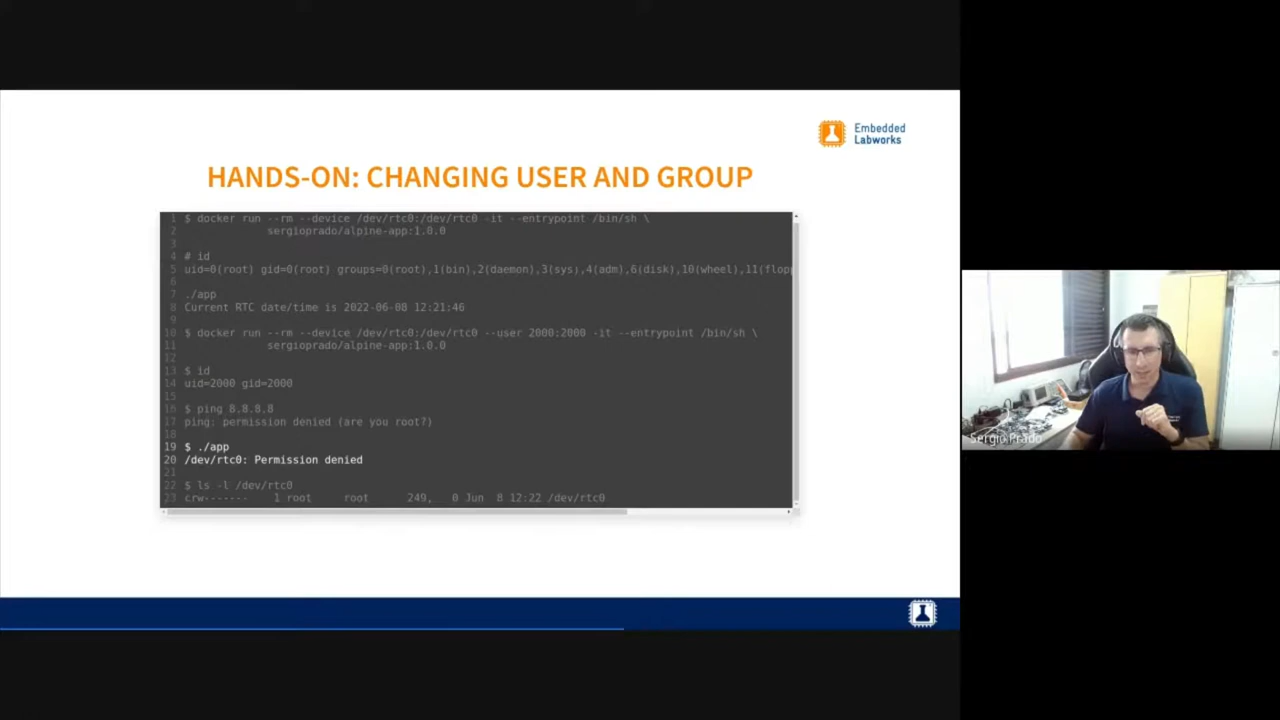 Embedded
Labworks
HANDS-ON: CHANGING USER AND GROUP
1 $ docker run --rm --device /dev/rtc0:/dev/rtc0 -it --entrypoint /bin/sh \
2 sergioprado/alpine-app:1.0.0
3
4 # id
5 uid=0(root) gid=0(root) groups=0(root),1(bin),2(daemon),3(sys),4(adm),6(disk),10(wheel),11(flopp
6
7 ./app
8 Current RTC date/time is 2022-06-08 12:21:46
9
10 $ docker run --rm --device /dev/rtc0:/dev/rtc0 --user 2000:2000 -it --entrypoint /bin/sh \
11 sergioprado/alpine-app:1.0.0
12
13 $ id
14 uid=2000 gid=2000
15
16 $ ping 8.8.8.8
17 ping: permission denied (are you root?)
18
19 $ ./app
20 /dev/rtc0: Permission denied
21
22 $ ls -l /dev/rtc0
23 crw------- 1 root root 249, 0 Jun 8 12:22 /dev/rtc0
Sergio Prado